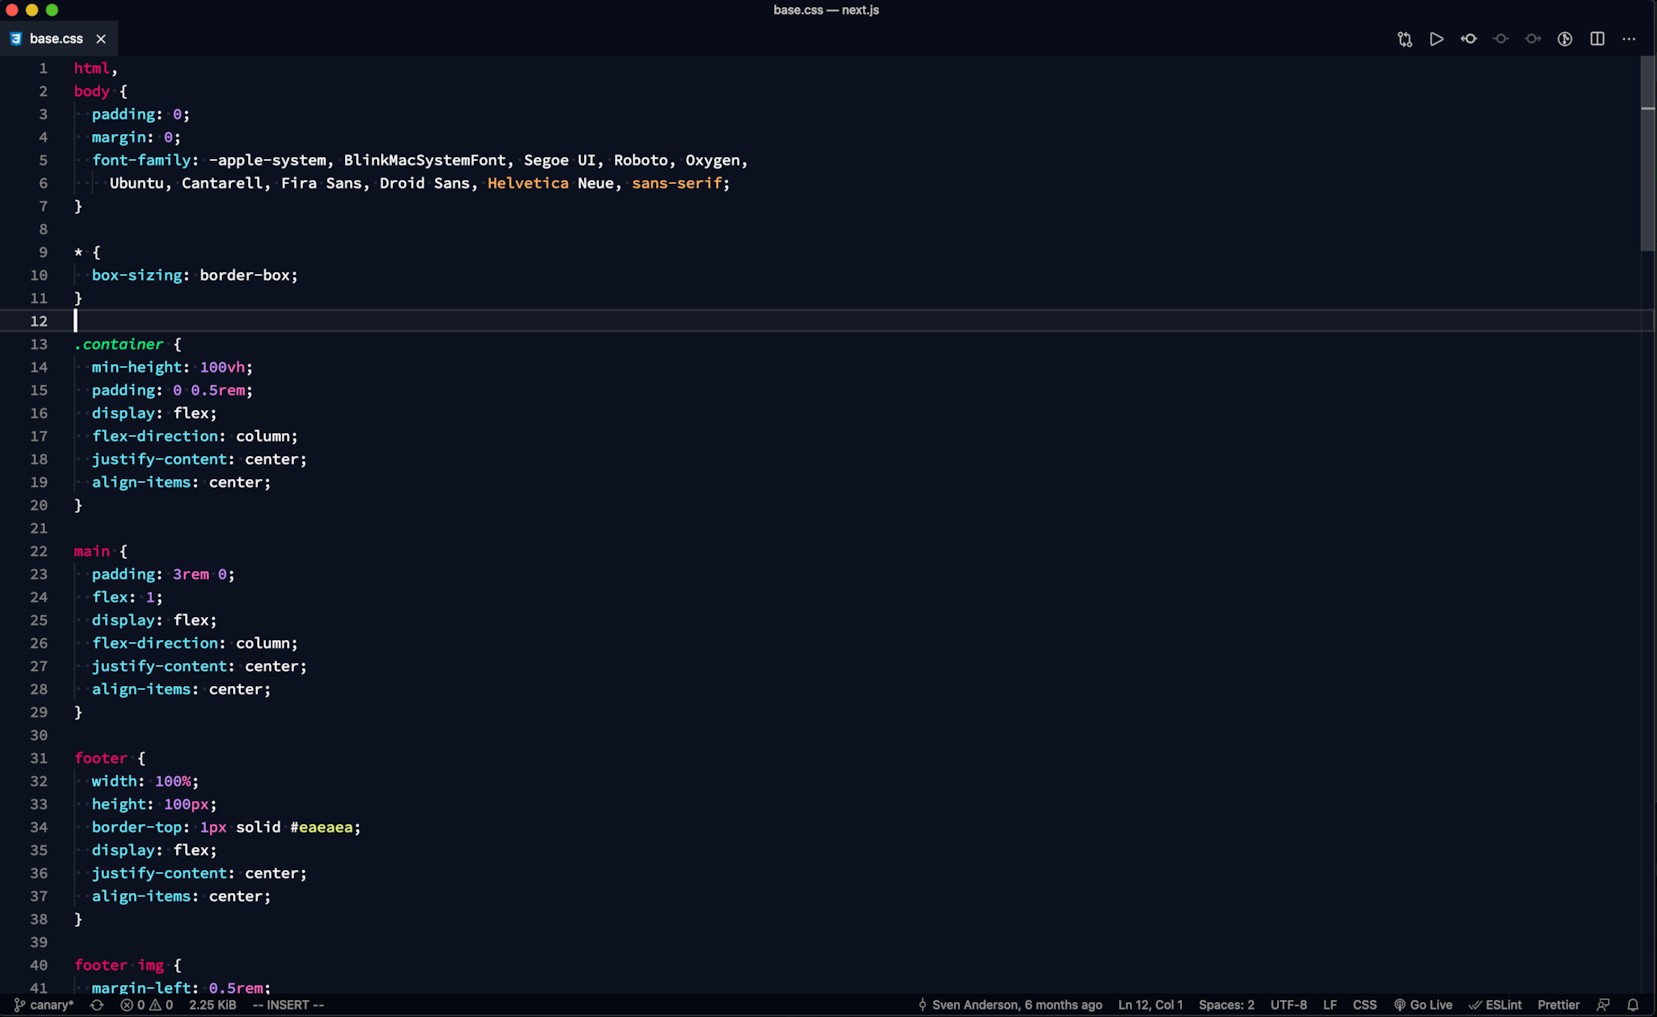 base.css — next.js
base.css
1 html,
2 body {
3 padding: 0;
4 margin: 0;
5 font-family: -apple-system, BlinkMacSystemFont, Segoe UI, Roboto, Oxygen,
6 Ubuntu, Cantarell, Fira Sans, Droid Sans, Helvetica Neue, sans-serif;
7 }
8
9 * {
10 box-sizing: border-box;
11 }
12
13 .container {
14 min-height: 100vh;
15 padding: 0 0.5rem;
16 display: flex;
17 flex-direction: column;
18 justify-content: center;
19 align-items: center;
20 }
21
22 main {
23 padding: 3rem 0;
24 flex: 1;
25 display: flex;
26 flex-direction: column;
27 justify-content: center;
28 align-items: center;
29 }
30
31 footer {
32 width: 100%;
33 height: 100px;
34 border-top: 1px solid #eaeaea;
35 display: flex;
36 justify-content: center;
37 align-items: center;
38 }
39
40 footer img {
41 margin-left: 0.5rem;
canary* 0 0 2.25 KiB -- INSERT -- Sven Anderson, 6 months ago Ln 12, Col 1 Spaces: 2 UTF-8 LF CSS Go Live ESLint Prettier